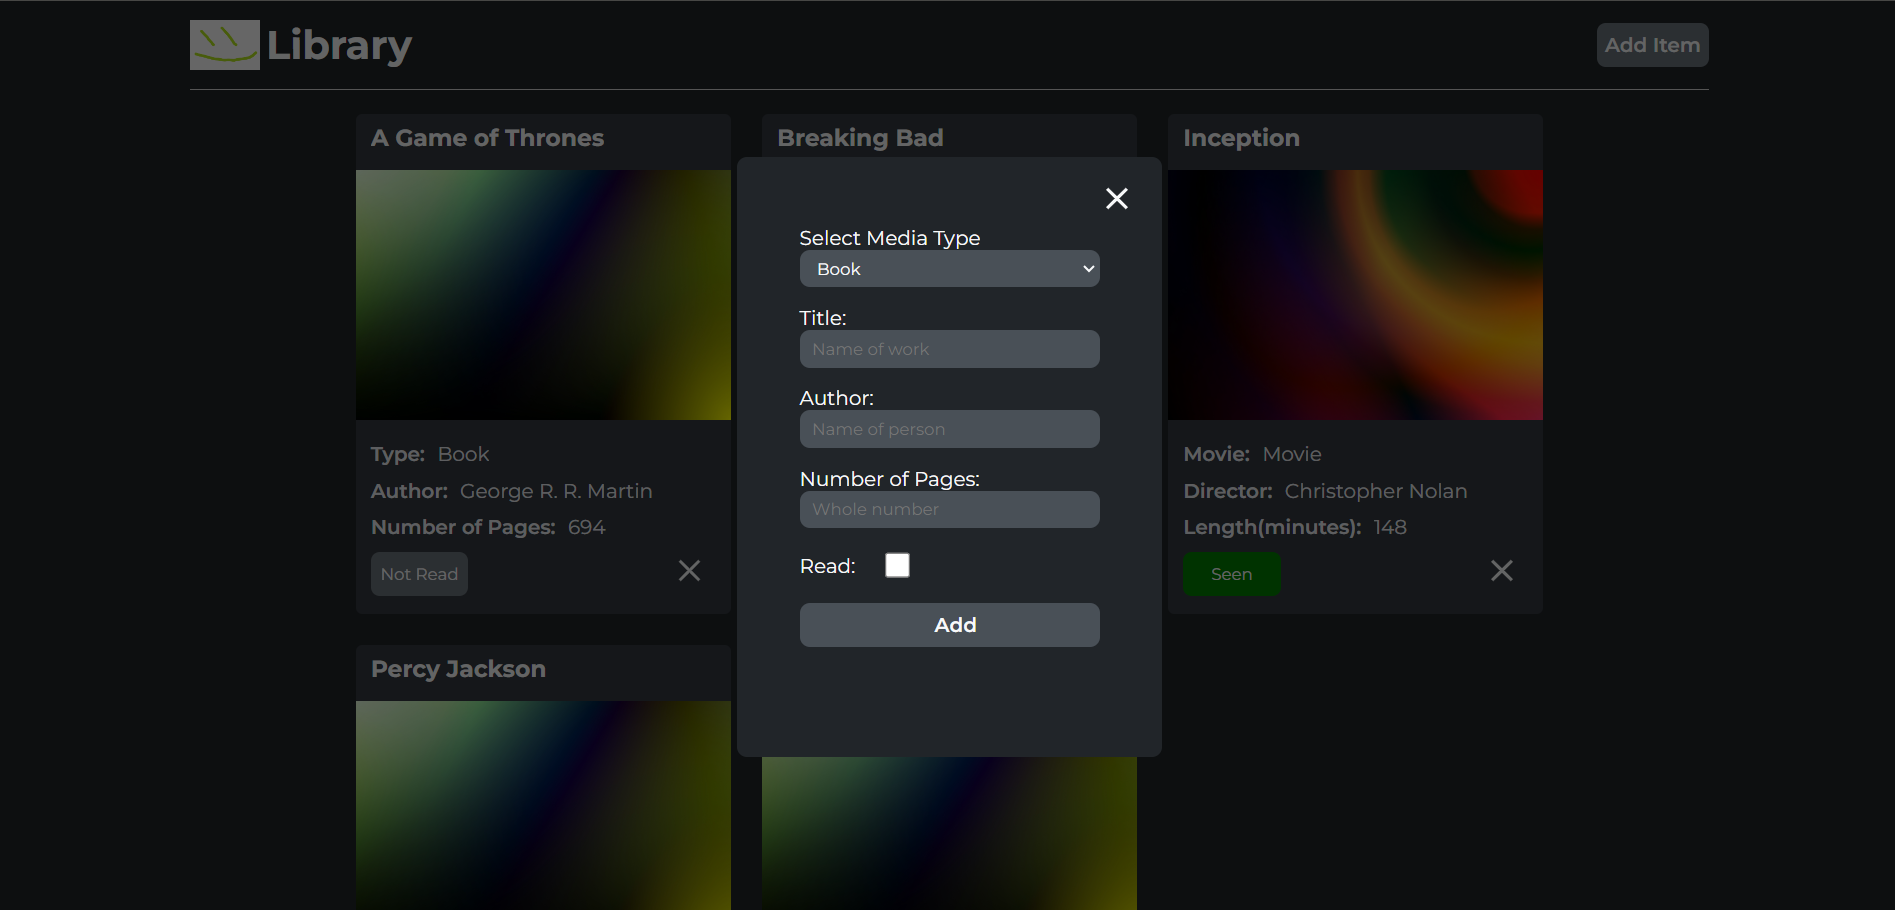 Library
Add Item
A Game of Thrones
Breaking Bad
Inception
Select Media Type
Book
Title:
Name of work
Author:
Name of person
Number of Pages:
Whole number
Read:
Add
Type: Book
Author: George R. R. Martin
Number of Pages: 694
Not Read
Movie: Movie
Director: Christopher Nolan
Length(minutes): 148
Seen
Percy Jackson